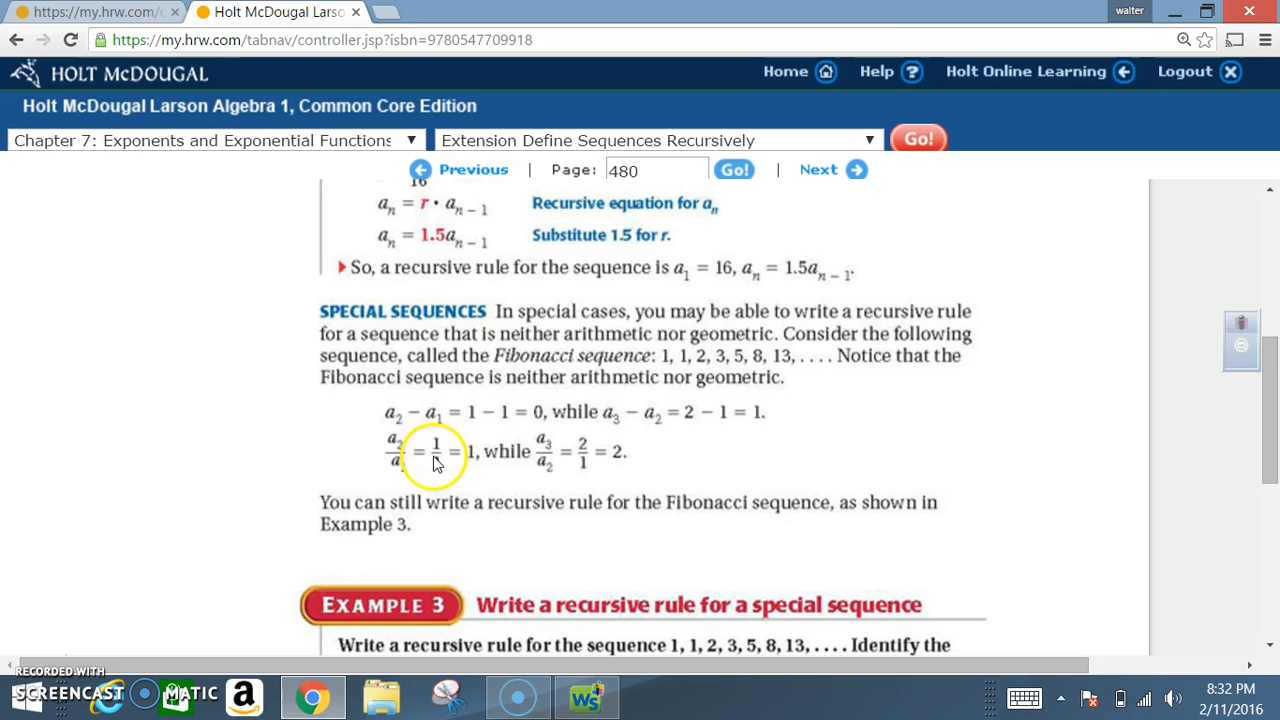 https://my.hrw.com/
Holt McDougal Lars
walter
https://my.hrw.com/tabnav/controller.jsp?isbn=9780547709918
HOLT MCDOUGAL
Home Help ? Holt Online Learning Logout X
Holt McDougal Larson Algebra 1, Common Core Edition
Chapter 7: Exponents and Exponential Functions ▼ Extension Define Sequences Recursively ▼ Go!
Previous | Page: 480 Go! | Next
16
aₙ = r · aₙ₋₁ Recursive equation for aₙ
aₙ = 1.5aₙ₋₁ Substitute 1.5 for r.
So, a recursive rule for the sequence is a₁ = 16, aₙ = 1.5aₙ₋₁.
SPECIAL SEQUENCES In special cases, you may be able to write a recursive rule
for a sequence that is neither arithmetic nor geometric. Consider the following
sequence, called the Fibonacci sequence: 1, 1, 2, 3, 5, 8, 13, . . . . Notice that the
Fibonacci sequence is neither arithmetic nor geometric.
a₂ − a₁ = 1 − 1 = 0, while a₃ − a₂ = 2 − 1 = 1.
a₂/a₁ = 1/1 = 1, while a₃/a₂ = 2/1 = 2.
You can still write a recursive rule for the Fibonacci sequence, as shown in
Example 3.
EXAMPLE 3 Write a recursive rule for a special sequence
Write a recursive rule for the sequence 1, 1, 2, 3, 5, 8, 13, . . . . Identify the
RECORDED WITH
SCREENCAST MATIC
8:32 PM
2/11/2016